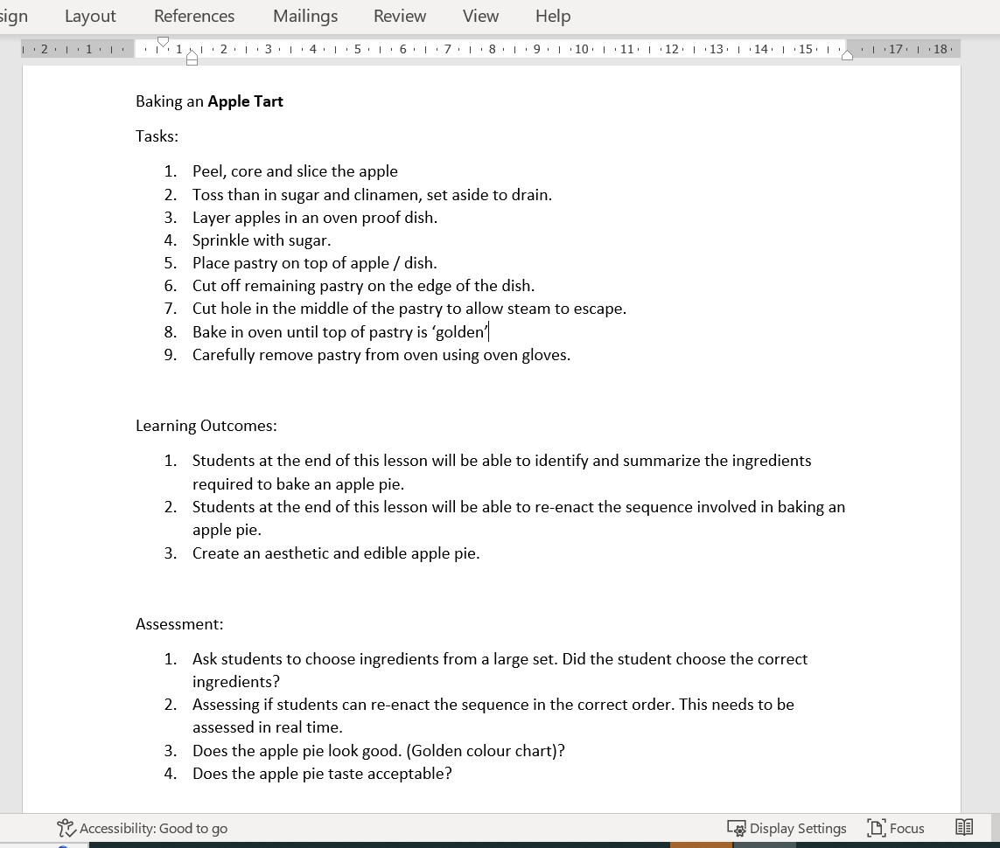 sign Layout References Mailings Review View Help
2 1 1 2 3 4 5 6 7 8 9 10 11 12 13 14 15 17 18
Baking an Apple Tart
Tasks:
1. Peel, core and slice the apple
2. Toss than in sugar and clinamen, set aside to drain.
3. Layer apples in an oven proof dish.
4. Sprinkle with sugar.
5. Place pastry on top of apple / dish.
6. Cut off remaining pastry on the edge of the dish.
7. Cut hole in the middle of the pastry to allow steam to escape.
8. Bake in oven until top of pastry is ‘golden’
9. Carefully remove pastry from oven using oven gloves.
Learning Outcomes:
1. Students at the end of this lesson will be able to identify and summarize the ingredients
required to bake an apple pie.
2. Students at the end of this lesson will be able to re-enact the sequence involved in baking an
apple pie.
3. Create an aesthetic and edible apple pie.
Assessment:
1. Ask students to choose ingredients from a large set. Did the student choose the correct
ingredients?
2. Assessing if students can re-enact the sequence in the correct order. This needs to be
assessed in real time.
3. Does the apple pie look good. (Golden colour chart)?
4. Does the apple pie taste acceptable?
Accessibility: Good to go Display Settings Focus